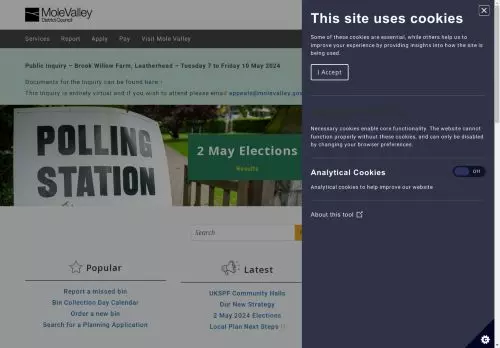 MoleValley
District Council
Services Report Apply Pay Visit Mole Valley
Public Inquiry – Brook Willow Farm, Leatherhead – Tuesday 7 to Friday 10 May 2024
Documents for the Inquiry can be found here
This inquiry is entirely virtual and if you wish to attend please email appeals@molevalley.gov
POLLING
STATION
2 May Elections
Results
Search
Popular
Report a missed bin
Bin Collection Day Calendar
Order a new bin
Search for a Planning Application
Latest
UKSPF Community Halls
Our New Strategy
2 May 2024 Elections
Local Plan Next Steps
This site uses cookies
Some of these cookies are essential, while others help us to
improve your experience by providing insights into how the site is
being used.
I Accept
Necessary cookies enable core functionality. The website cannot
function properly without these cookies, and can only be disabled
by changing your browser preferences.
Analytical Cookies
Off
Analytical cookies to help improve our website
About this tool